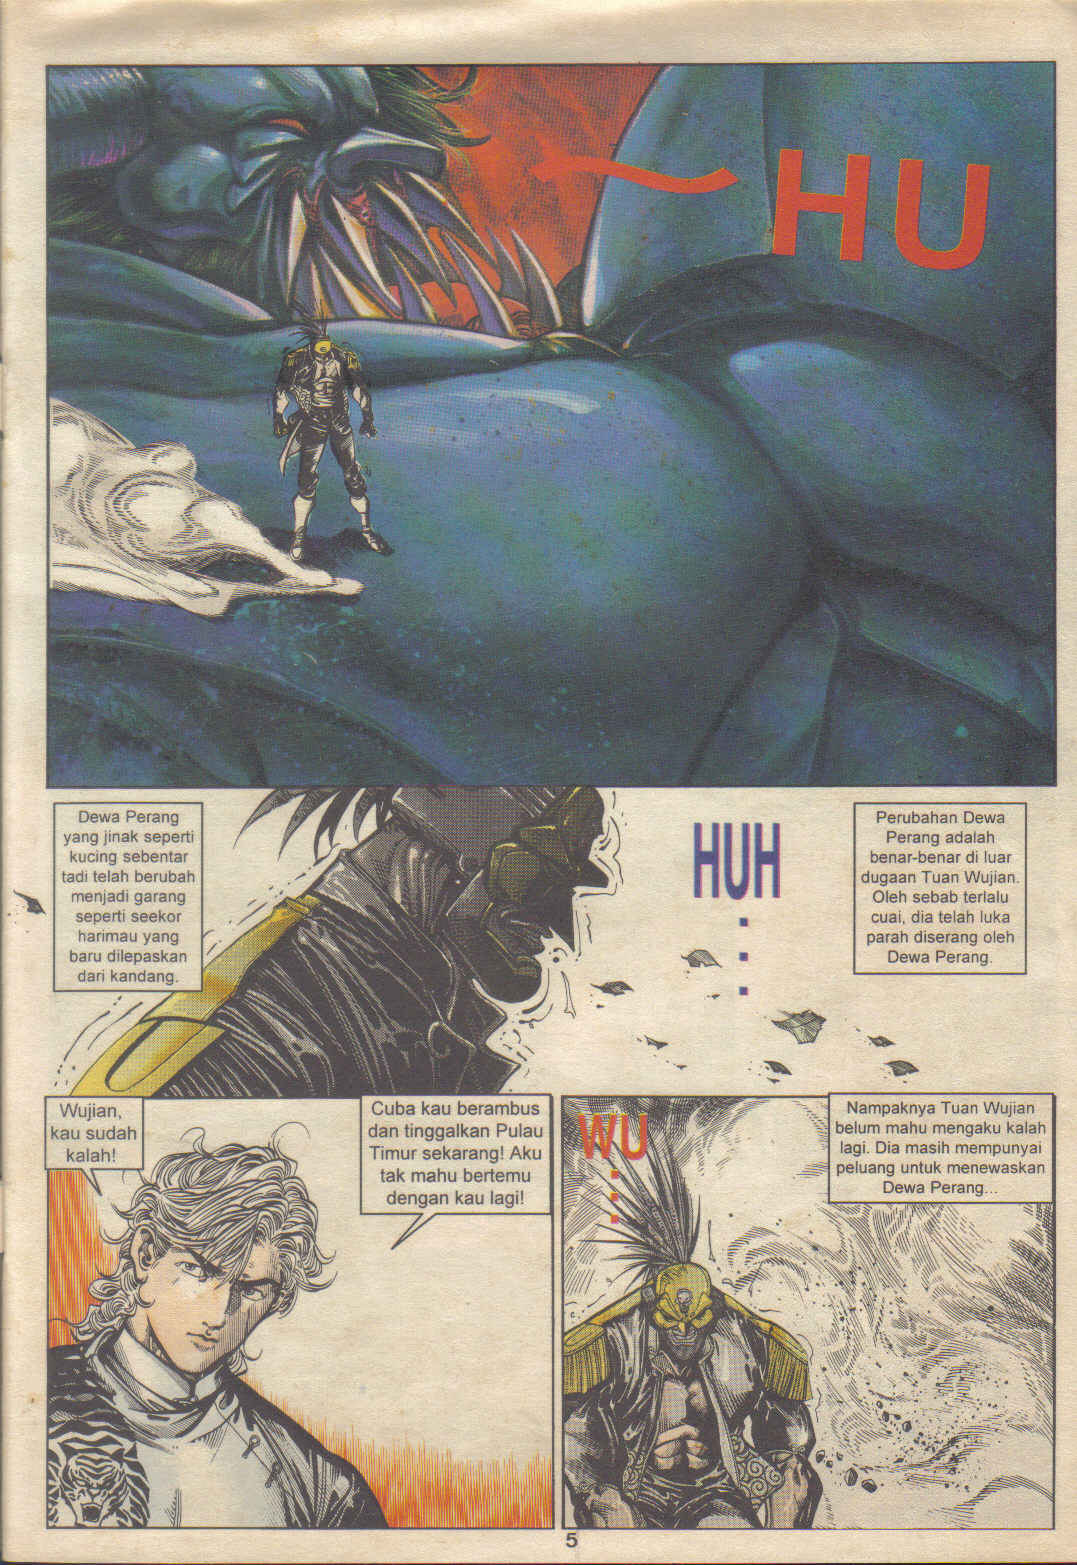 HU
Dewa Perang
yang jinak seperti
kucing sebentar
tadi telah berubah
menjadi garang
seperti seekor
harimau yang
baru dilepaskan
dari kandang.
HUH
...
Perubahan Dewa
Perang adalah
benar-benar di luar
dugaan Tuan Wujian.
Oleh sebab terlalu
cuai, dia telah luka
parah diserang oleh
Dewa Perang.
Wujian,
kau sudah
kalah!
Cuba kau berambus
dan tinggalkan Pulau
Timur sekarang! Aku
tak mahu bertemu
dengan kau lagi!
WU
...
Nampaknya Tuan Wujian
belum mahu mengaku kalah
lagi. Dia masih mempunyai
peluang untuk menewaskan
Dewa Perang...
5